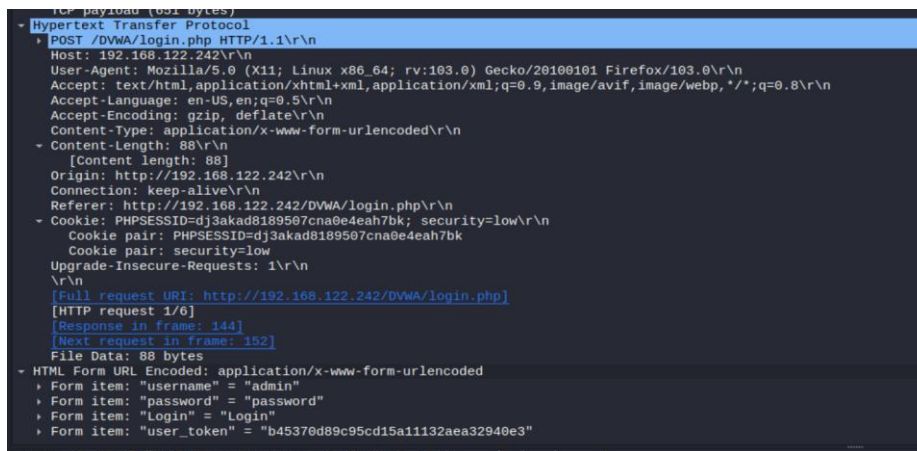 TCP payload (651 bytes)
Hypertext Transfer Protocol
POST /DVWA/login.php HTTP/1.1\r\n
Host: 192.168.122.242\r\n
User-Agent: Mozilla/5.0 (X11; Linux x86_64; rv:103.0) Gecko/20100101 Firefox/103.0\r\n
Accept: text/html,application/xhtml+xml,application/xml;q=0.9,image/avif,image/webp,*/*;q=0.8\r\n
Accept-Language: en-US,en;q=0.5\r\n
Accept-Encoding: gzip, deflate\r\n
Content-Type: application/x-www-form-urlencoded\r\n
Content-Length: 88\r\n
[Content length: 88]
Origin: http://192.168.122.242\r\n
Connection: keep-alive\r\n
Referer: http://192.168.122.242/DVWA/login.php\r\n
Cookie: PHPSESSID=dj3akad8189507cna0e4eah7bk; security=low\r\n
Cookie pair: PHPSESSID=dj3akad8189507cna0e4eah7bk
Cookie pair: security=low
Upgrade-Insecure-Requests: 1\r\n
\r\n
[Full request URI: http://192.168.122.242/DVWA/login.php]
[HTTP request 1/6]
[Response in frame: 144]
[Next request in frame: 152]
File Data: 88 bytes
HTML Form URL Encoded: application/x-www-form-urlencoded
Form item: "username" = "admin"
Form item: "password" = "password"
Form item: "Login" = "Login"
Form item: "user_token" = "b45370d89c95cd15a11132aea32940e3"